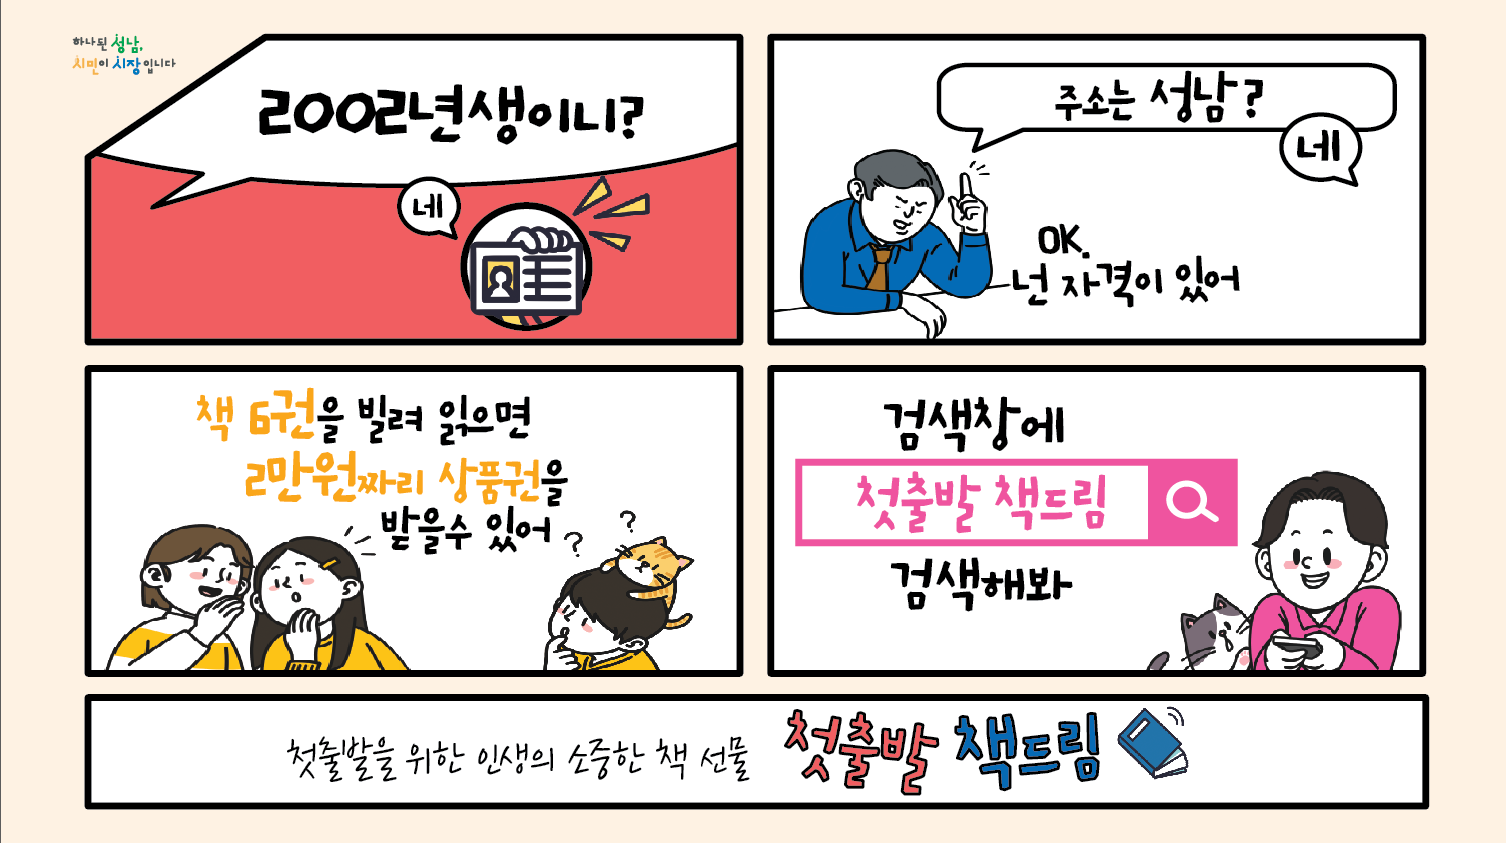 하나된 성남,
시민이 시장입니다
2002년생이니?
네
주소는 성남?
네
OK.
넌 자격이 있어
책 6권을 빌려 읽으면
2만원짜리 상품권을
받을수 있어
?
?
검색창에
첫출발 책드림
검색해봐
첫출발을 위한 인생의 소중한 책 선물 첫출발 책드림